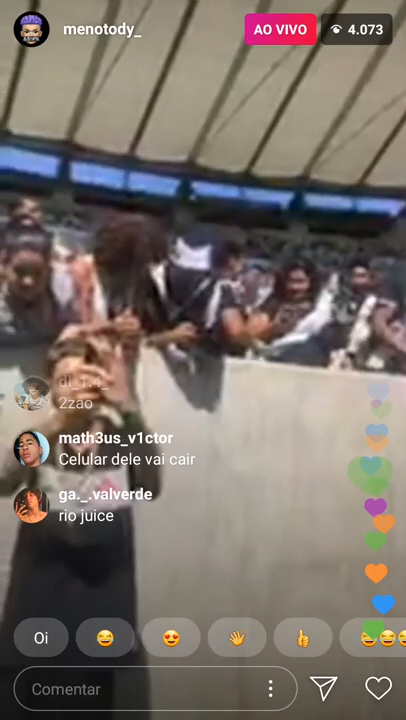 menotody_
AO VIVO
4.073
2zao
math3us_v1ctor
Celular dele vai cair
ga._.valverde
rio juice
Oi
Comentar